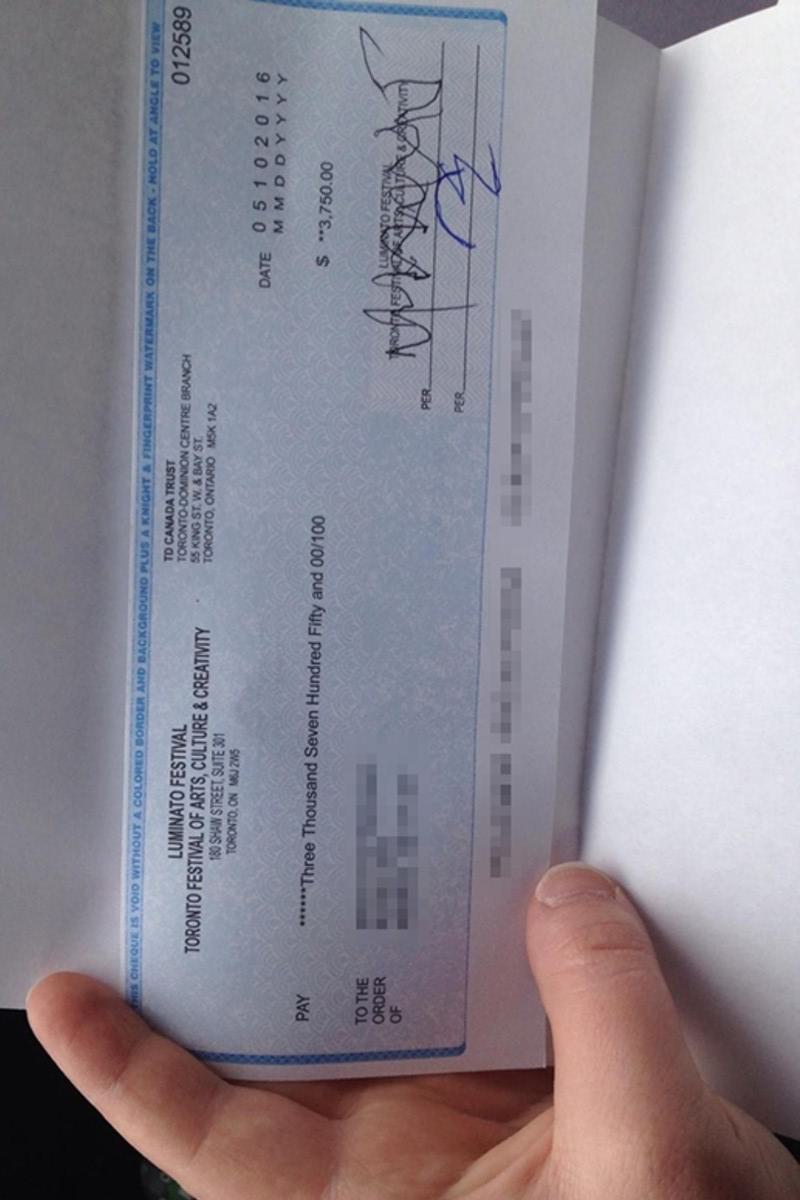 THIS CHEQUE IS VOID WITHOUT A COLORED BORDER AND BACKGROUND PLUS A KNIGHT & FINGERPRINT WATERMARK ON THE BACK - HOLD AT ANGLE TO VIEW
012589
LUMINATO FESTIVAL
TORONTO FESTIVAL OF ARTS, CULTURE & CREATIVITY
180 SHAW STREET, SUITE 301
TORONTO, ON M6J 2W5
TD CANADA TRUST
TORONTO-DOMINION CENTRE BRANCH
55 KING ST. W. & BAY ST.
TORONTO, ONTARIO M5K 1A2
DATE 0 5 1 0 2 0 1 6
M M D D Y Y Y Y
PAY ******Three Thousand Seven Hundred Fifty and 00/100
$ **3,750.00
TO THE
ORDER
OF
LUMINATO FESTIVAL
TORONTO FESTIVAL OF ARTS, CULTURE & CREATIVITY
PER
PER